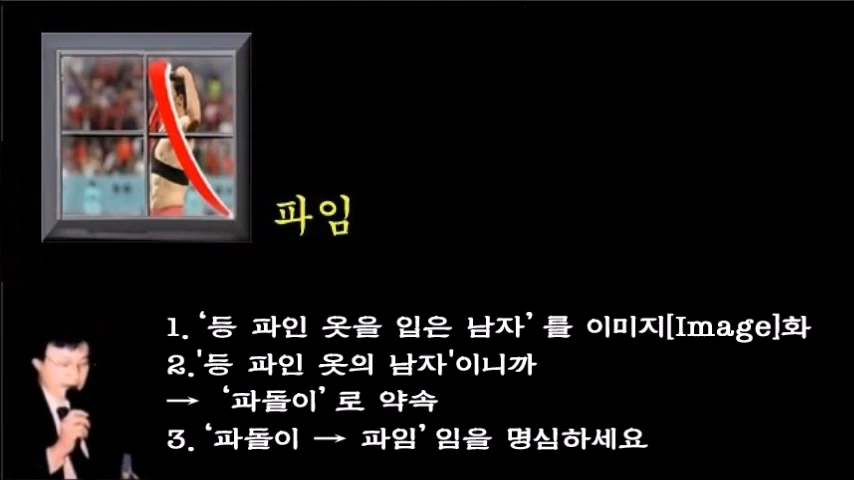 파임
1. ‘등 파인 옷을 입은 남자’를 이미지[Image]화
2.'등 파인 옷의 남자'이니까
→ ‘파돌이’로 약속
3. ‘파돌이 → 파임’임을 명심하세요